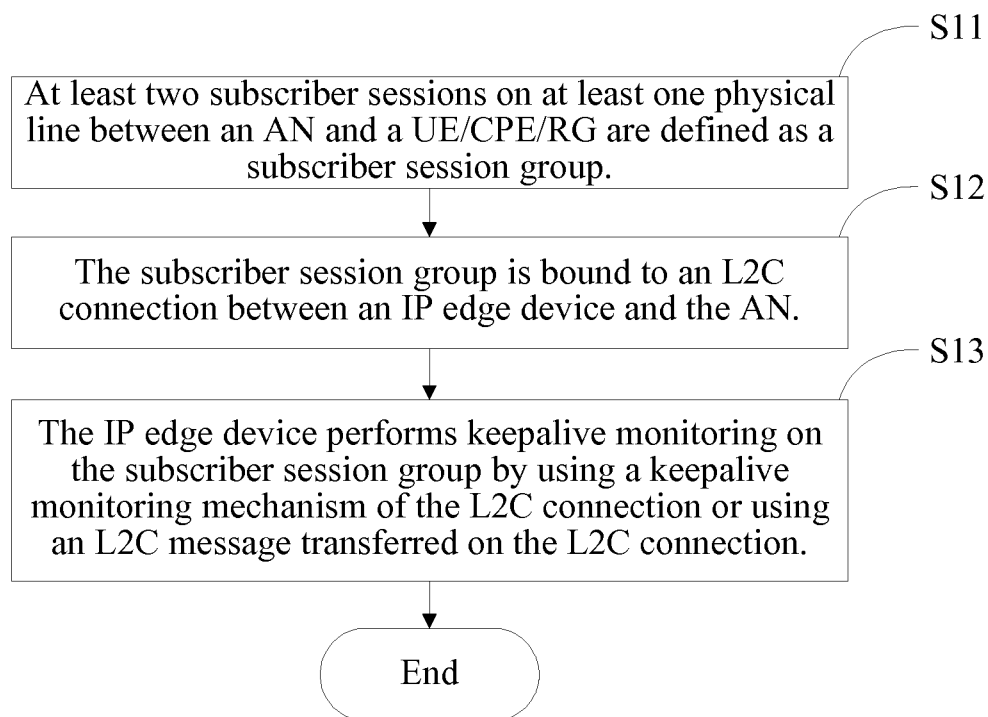 S11
At least two subscriber sessions on at least one physical
line between an AN and a UE/CPE/RG are defined as a
subscriber session group.
S12
The subscriber session group is bound to an L2C
connection between an IP edge device and the AN.
S13
The IP edge device performs keepalive monitoring on
the subscriber session group by using a keepalive
monitoring mechanism of the L2C connection or using
an L2C message transferred on the L2C connection.
End